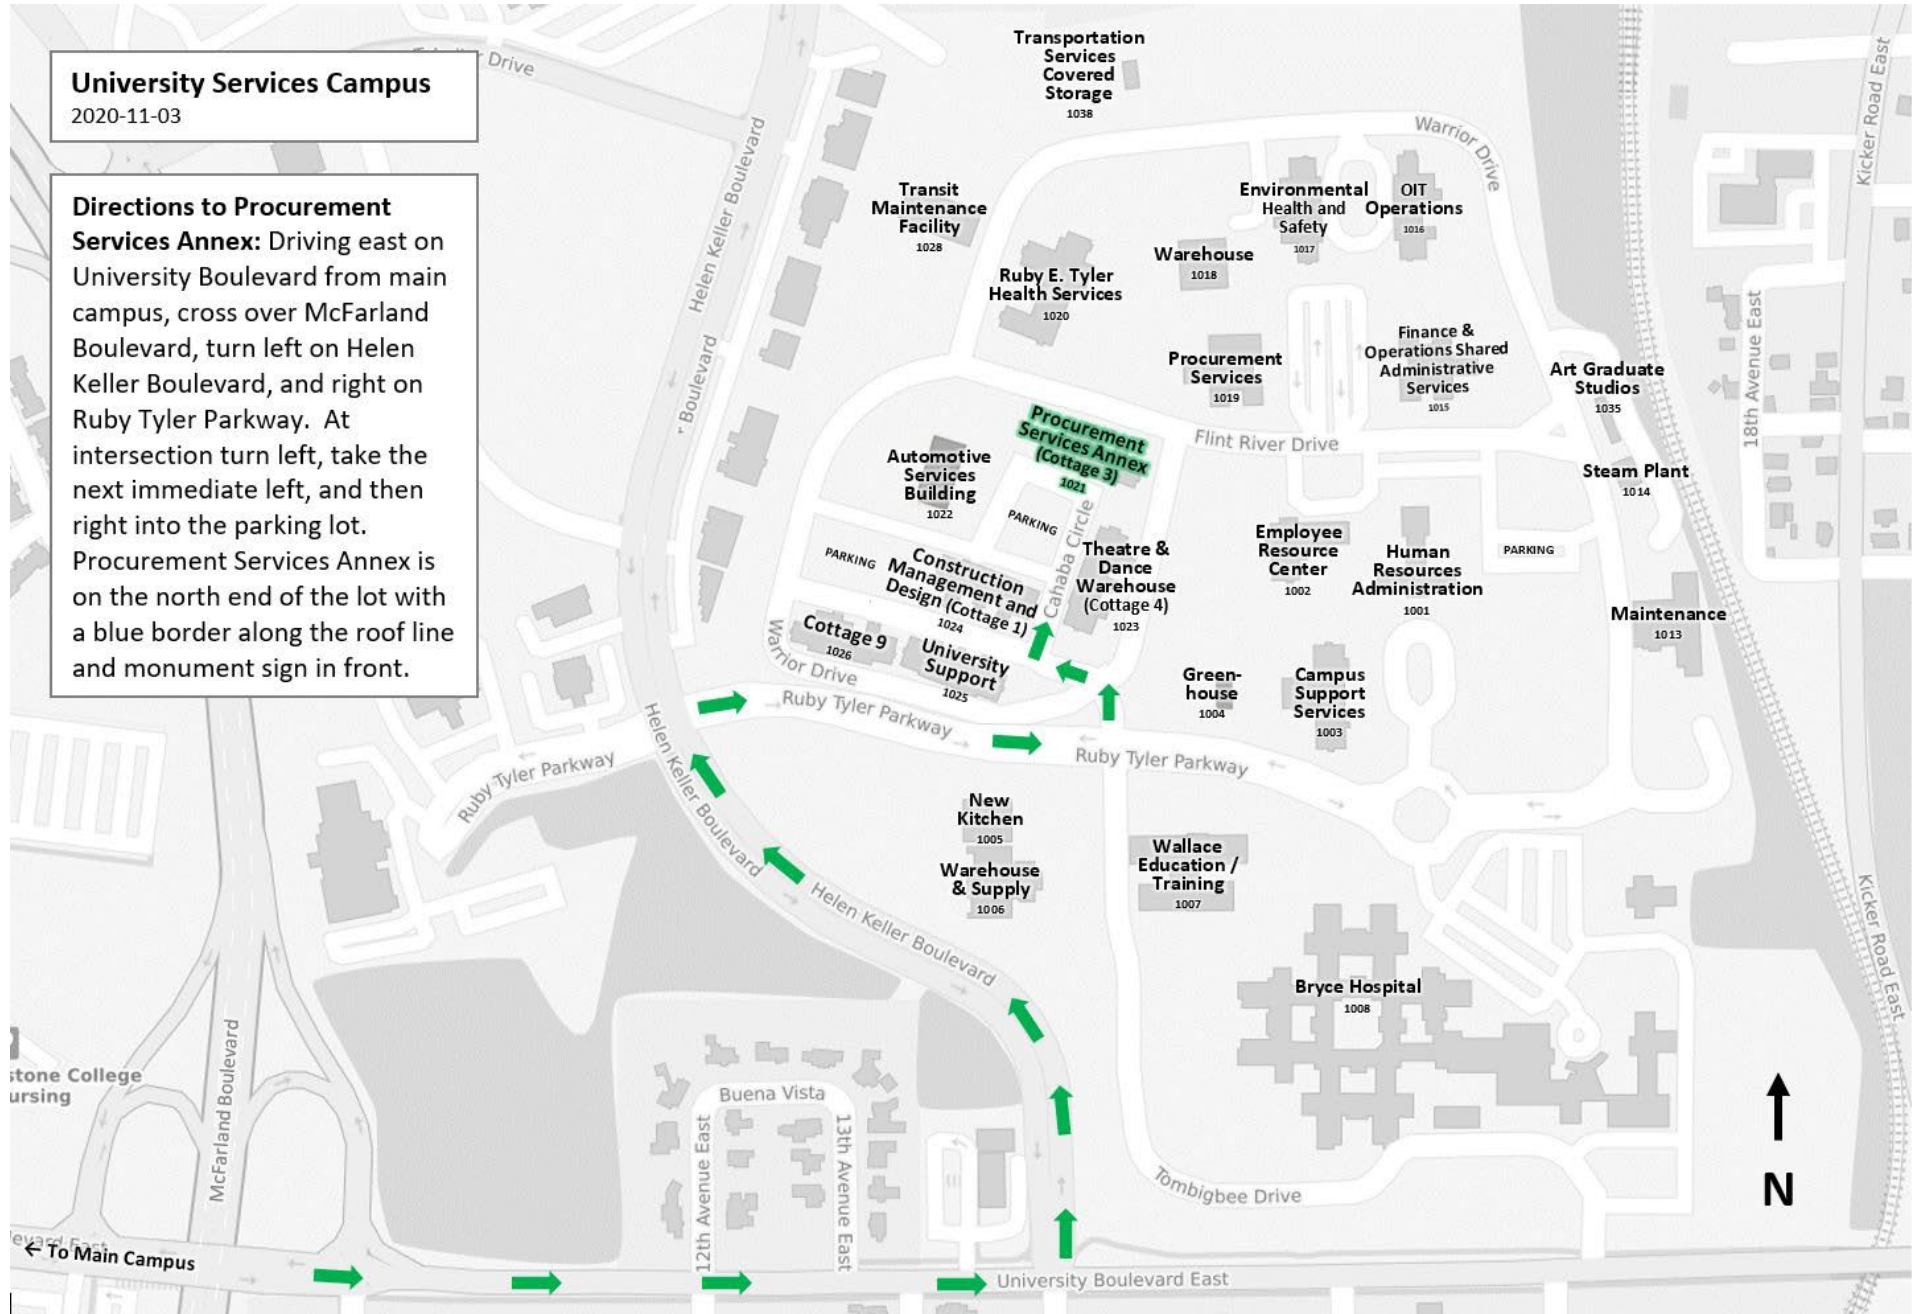 University Services Campus
2020-11-03
Directions to Procurement
Services Annex: Driving east on
University Boulevard from main
campus, cross over McFarland
Boulevard, turn left on Helen
Keller Boulevard, and right on
Ruby Tyler Parkway. At
intersection turn left, take the
next immediate left, and then
right into the parking lot.
Procurement Services Annex is
on the north end of the lot with
a blue border along the roof line
and monument sign in front.
Drive
Transportation
Services
Covered
Storage
1038
Warrior Drive
Kicker Road East
Helen Keller Boulevard
Transit
Maintenance
Facility
1028
Environmental
Health and
Safety
1017
OIT
Operations
1016
Warehouse
1018
Ruby E. Tyler
Health Services
1020
18th Avenue East
Boulevard
Procurement
Services
1019
Finance &
Operations Shared
Administrative
Services
1015
Art Graduate
Studios
1035
Procurement
Services Annex
(Cottage 3)
1021
Flint River Drive
Automotive
Services
Building
1022
Steam Plant
1014
PARKING
Cahaba Circle
Theatre &
Dance
Warehouse
(Cottage 4)
1023
Employee
Resource
Center
1002
Human
Resources
Administration
1001
PARKING
PARKING
Construction
Management and
Design (Cottage 1)
1024
Maintenance
1013
Cottage 9
1026
University
Support
1025
Warrior Drive
Green-
house
1004
Campus
Support
Services
1003
Ruby Tyler Parkway
Ruby Tyler Parkway
Ruby Tyler Parkway
Helen Keller Boulevard
New
Kitchen
1005
Warehouse
& Supply
1006
Wallace
Education /
Training
1007
Helen Keller Boulevard
Kicker Road East
Bryce Hospital
1008
stone College
ursing
McFarland Boulevard
Buena Vista
12th Avenue East
13th Avenue East
Tombigbee Drive
N
evard East
← To Main Campus
University Boulevard East